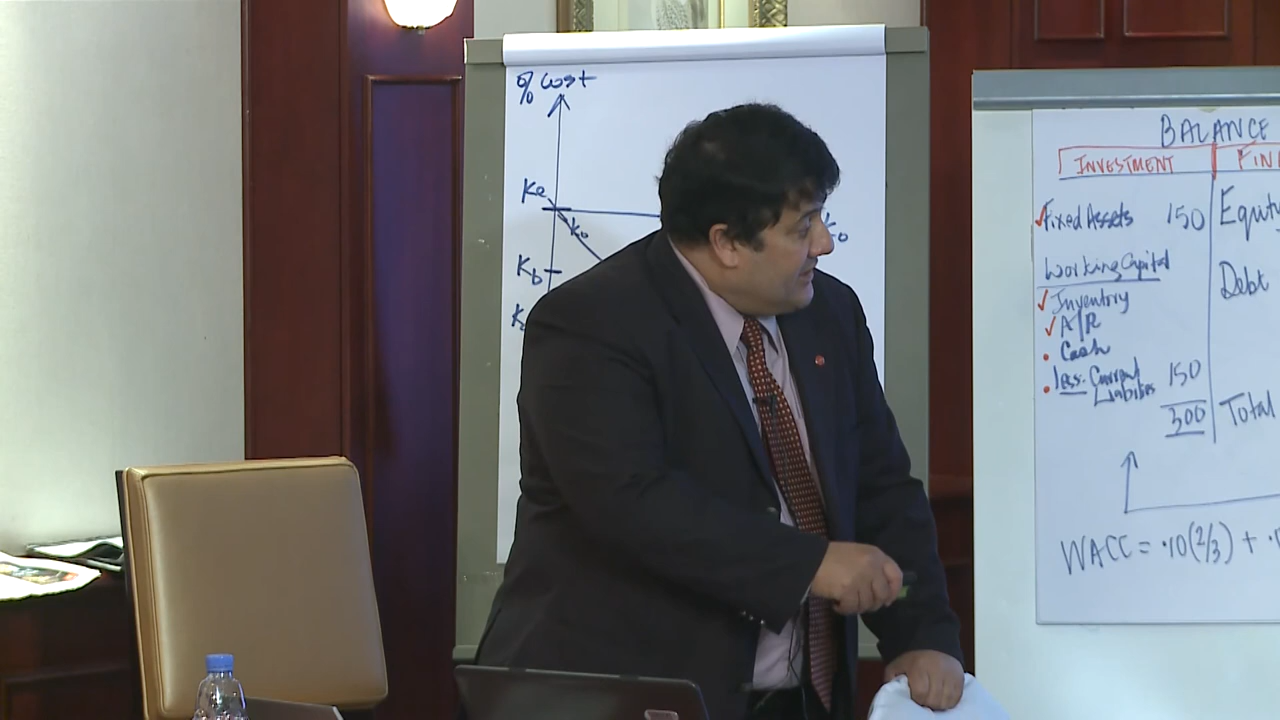 % cost
Ke
Ko
Kb
BALANCE
INVESTMENT
Fixed Assets 150
Equity
Working Capital
Debt
Inventory
A/R
Cash
less: Current 150
Liabilities
300
Total
WACC = .10(2/3) +